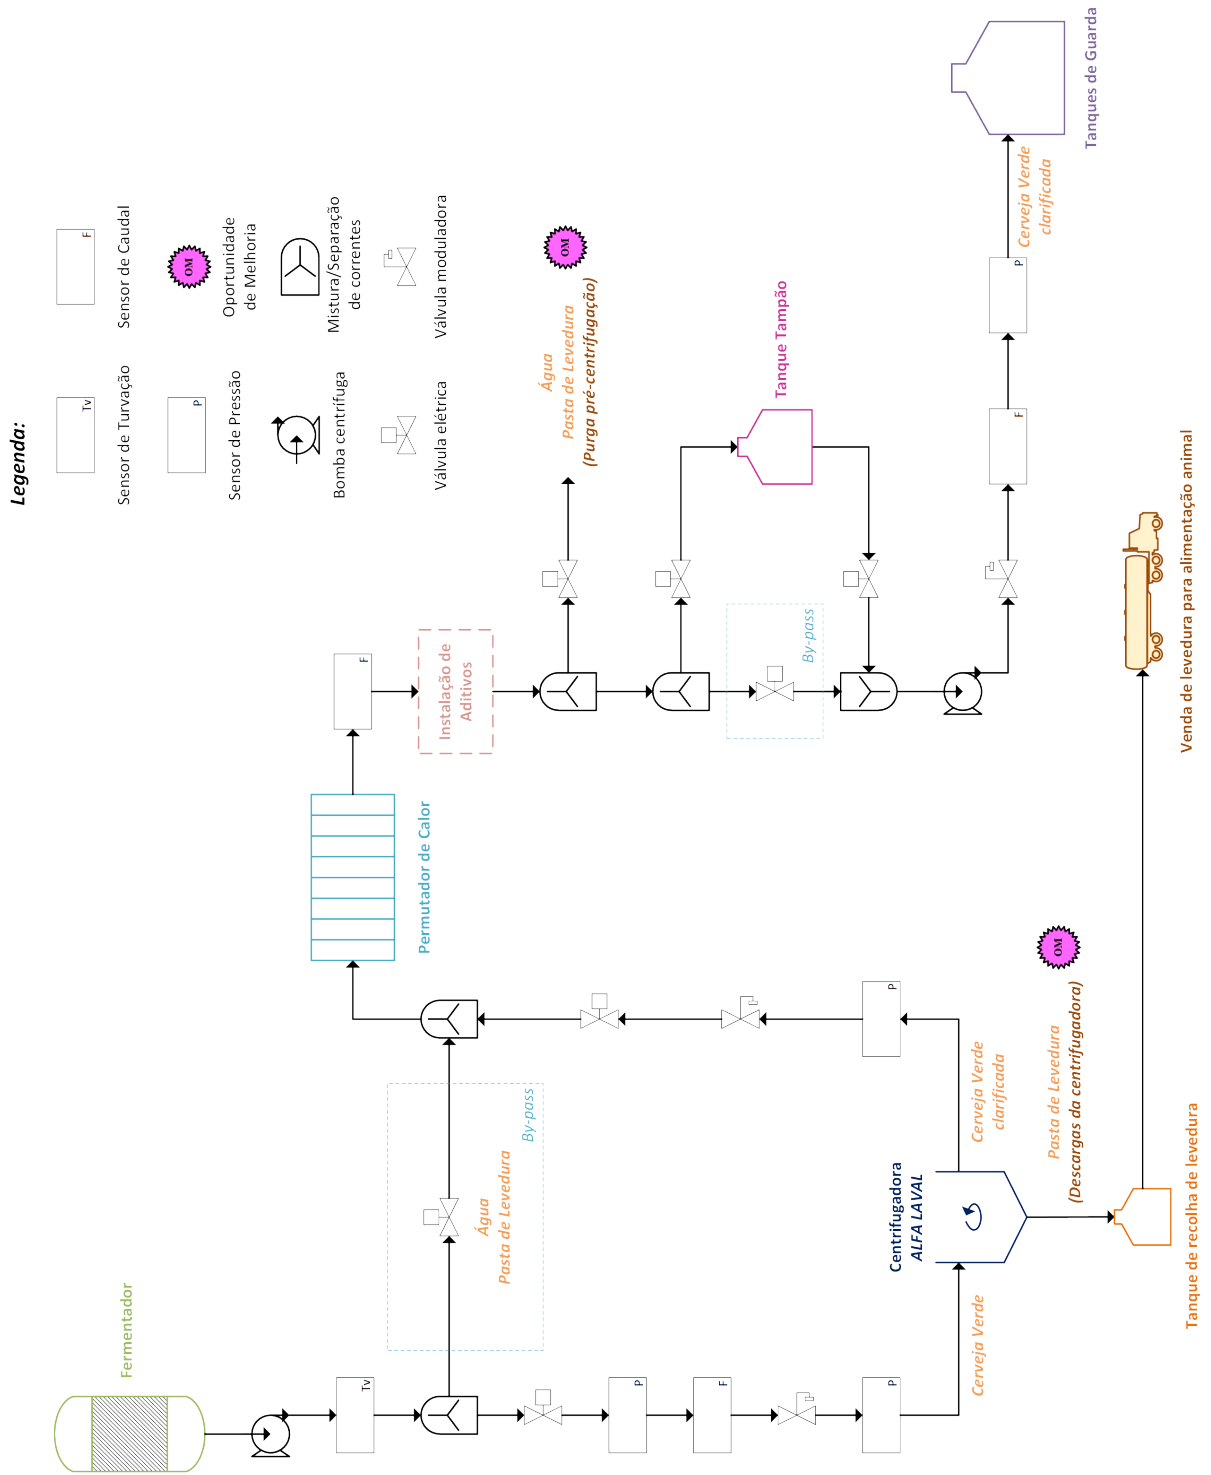 Legenda:
Tv
Sensor de Turvação
F
Sensor de Caudal
P
Sensor de Pressão
OM
Oportunidade
de Melhoria
Bomba centrífuga
Mistura/Separação
de correntes
Válvula elétrica
Válvula moduladora
Fermentador
Tv
P
F
P
Cerveja Verde
Água
Pasta de Levedura
By-pass
Centrifugadora
ALFA LAVAL
Cerveja Verde
clarificada
P
Pasta de Levedura
(Descargas da centrifugadora)
OM
Tanque de recolha de levedura
Venda de levedura para alimentação animal
Permutador de Calor
F
Instalação de
Aditivos
Água
Pasta de Levedura
(Purga pré-centrifugação)
OM
Tanque Tampão
By-pass
F
P
Cerveja Verde
clarificada
Tanques de Guarda